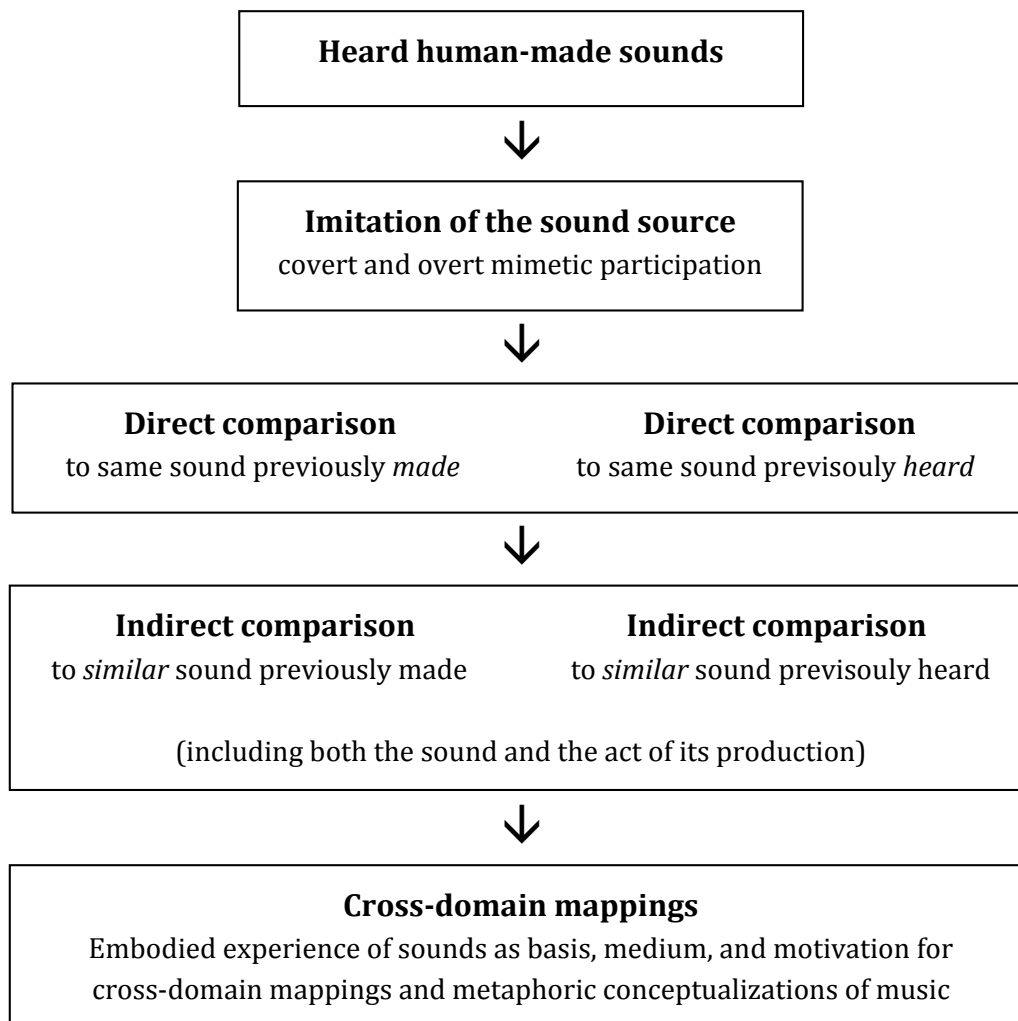 Heard human-made sounds
Imitation of the sound source
covert and overt mimetic participation
Direct comparison
to same sound previously made
Direct comparison
to same sound previsouly heard
Indirect comparison
to similar sound previously made
Indirect comparison
to similar sound previsouly heard
(including both the sound and the act of its production)
Cross-domain mappings
Embodied experience of sounds as basis, medium, and motivation for
cross-domain mappings and metaphoric conceptualizations of music